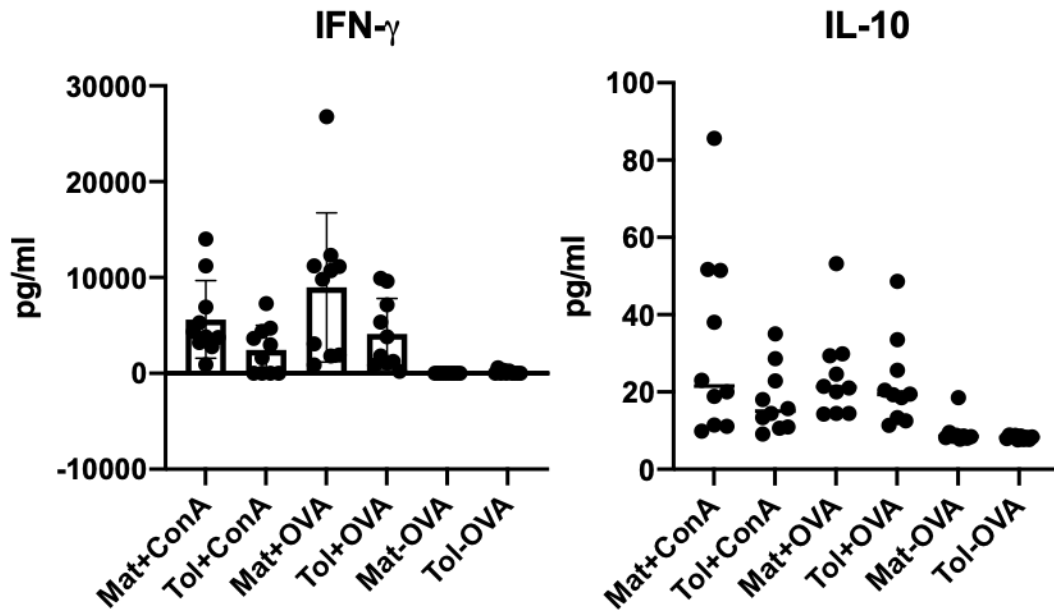 IFN-γ
pg/ml
30000
20000
10000
0
-10000
Mat+ConA
Tol+ConA
Mat+OVA
Tol+OVA
Mat-OVA
Tol-OVA
IL-10
pg/ml
100
80
60
40
20
0
Mat+ConA
Tol+ConA
Mat+OVA
Tol+OVA
Mat-OVA
Tol-OVA